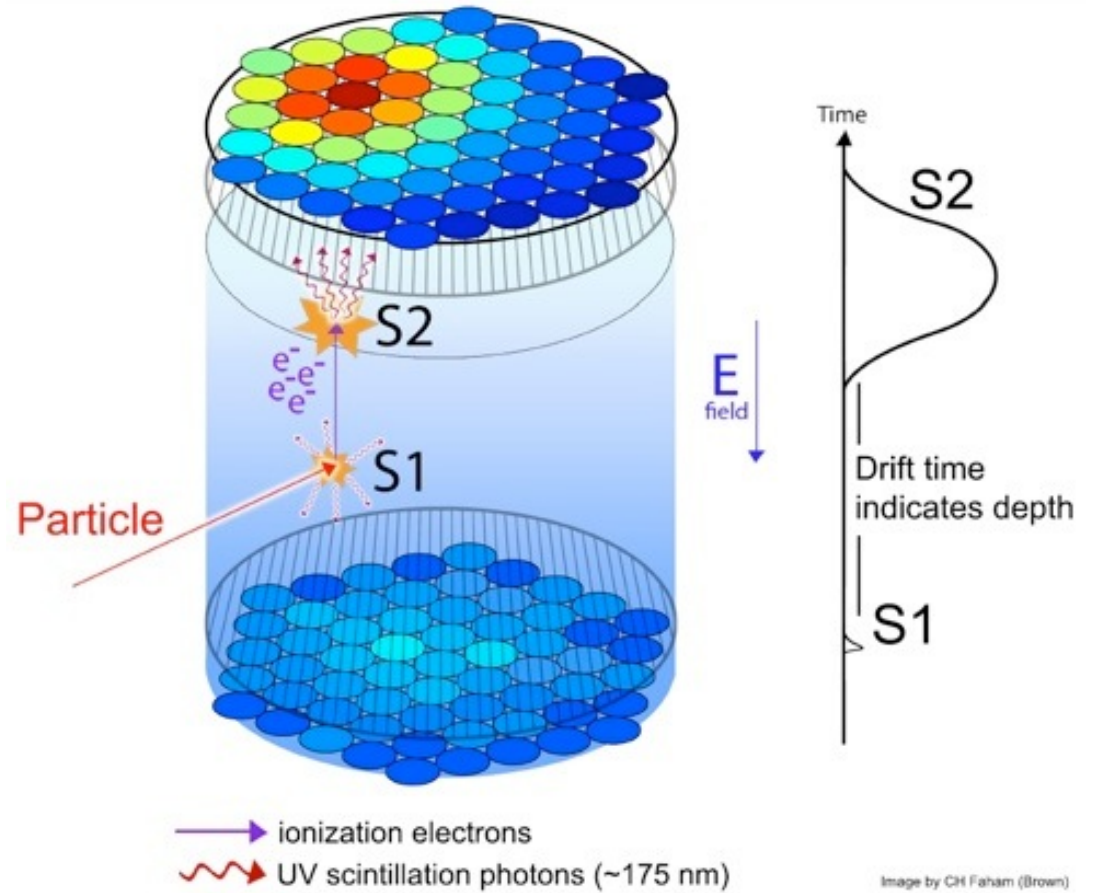 Time
S2
S2
e⁻
e⁻e⁻
e⁻
E
field
S1
Particle
Drift time
indicates depth
S1
ionization electrons
UV scintillation photons (~175 nm)
Image by CH Faham (Brown)